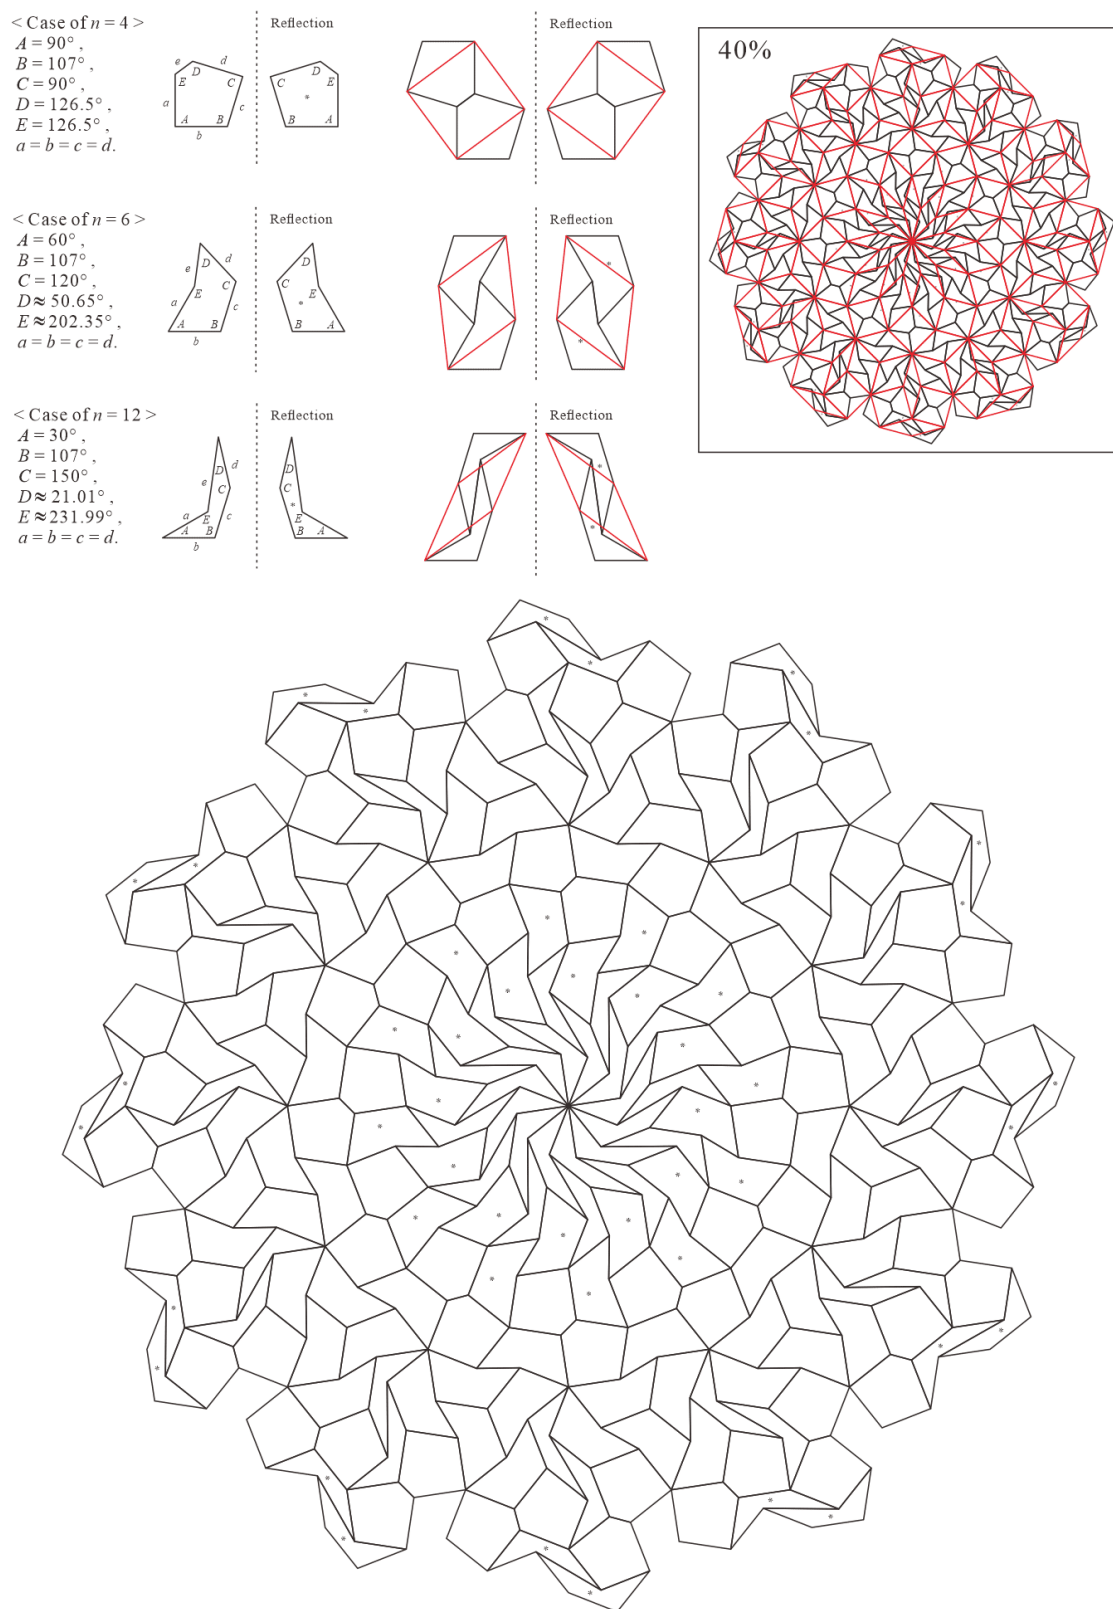 < Case of n = 4 >
A = 90° ,
B = 107° ,
C = 90° ,
D = 126.5° ,
E = 126.5° ,
a = b = c = d.
e
d
D
C
E
a
A
B
c
b
Reflection
D
C
E
*
B
A
Reflection
40%
< Case of n = 6 >
A = 60° ,
B = 107° ,
C = 120° ,
D ≈ 50.65° ,
E ≈ 202.35° ,
a = b = c = d.
D
e
d
C
a
E
c
A
B
b
Reflection
D
C
E
*
B
A
Reflection
*
*
< Case of n = 12 >
A = 30° ,
B = 107° ,
C = 150° ,
D ≈ 21.01° ,
E ≈ 231.99° ,
a = b = c = d.
D
d
e
C
a
E
c
A
B
b
Reflection
D
C
*
E
B
A
Reflection
*
*